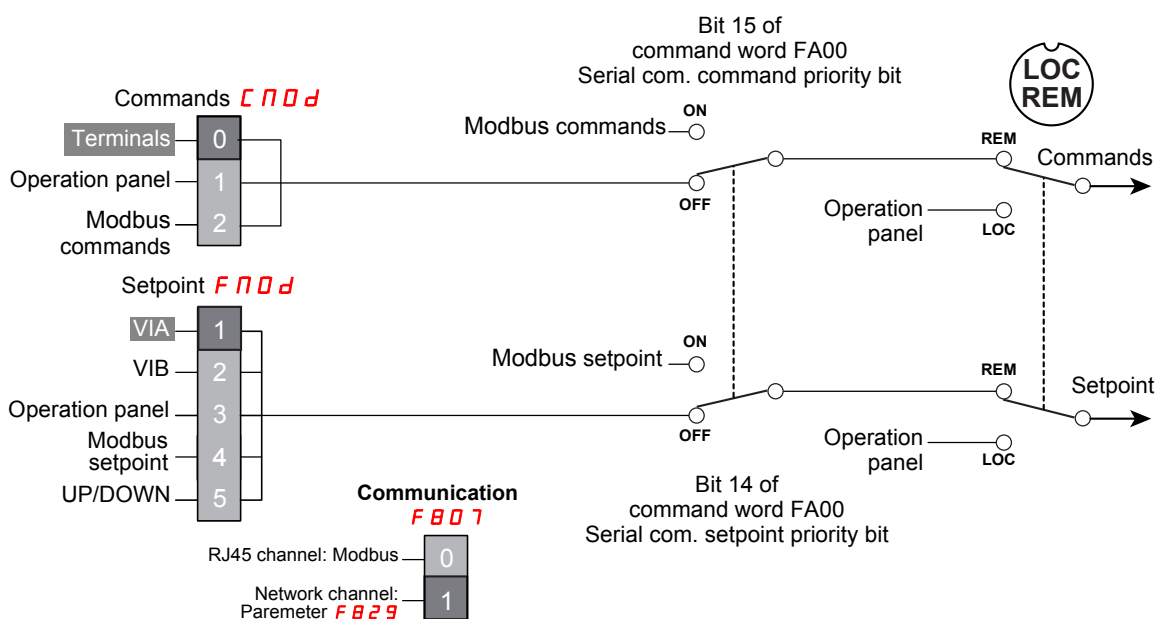 Bit 15 of
command word FA00
Serial com. command priority bit
LOC
REM
Commands CMOd
Terminals 0
Operation panel 1
Modbus 2
commands
Modbus commands ON
OFF
REM
Commands
Operation
panel
LOC
Setpoint FMOd
VIA 1
VIB 2
Operation panel 3
Modbus
setpoint 4
UP/DOWN 5
Modbus setpoint ON
OFF
REM
Setpoint
Operation
panel
LOC
Bit 14 of
command word FA00
Serial com. setpoint priority bit
Communication
F807
RJ45 channel: Modbus 0
Network channel: 1
Paremeter F829